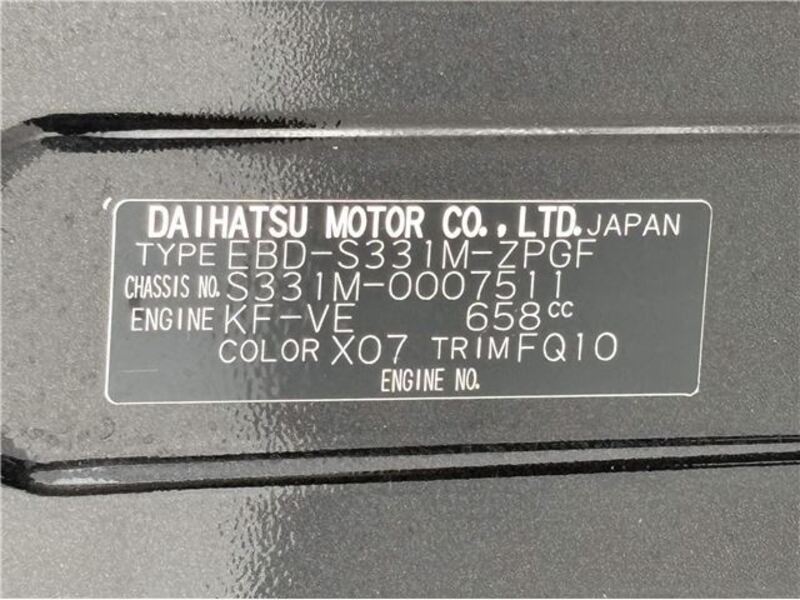 DAIHATSU MOTOR CO., LTD. JAPAN
TYPE EBD-S331M-ZPGF
CHASSIS NO. S331M-0007511
ENGINE KF-VE 658cc
COLOR X07 TRIM FQ10
ENGINE NO.